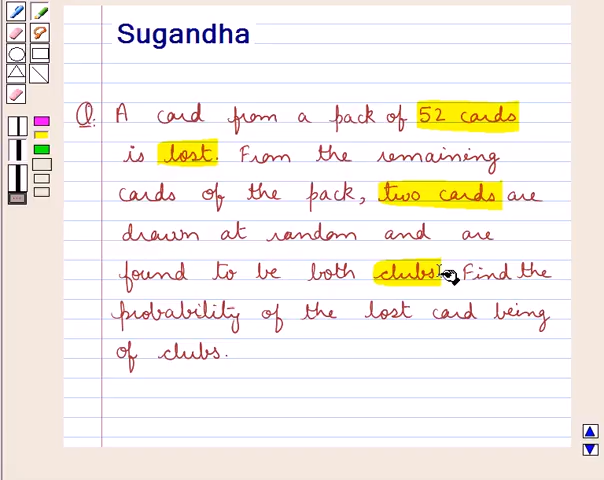 Sugandha
Q. A card from a pack of 52 cards
is lost. From the remaining
cards of the pack, two cards are
drawn at random and are
found to be both clubs. Find the
probability of the lost card being
of clubs.